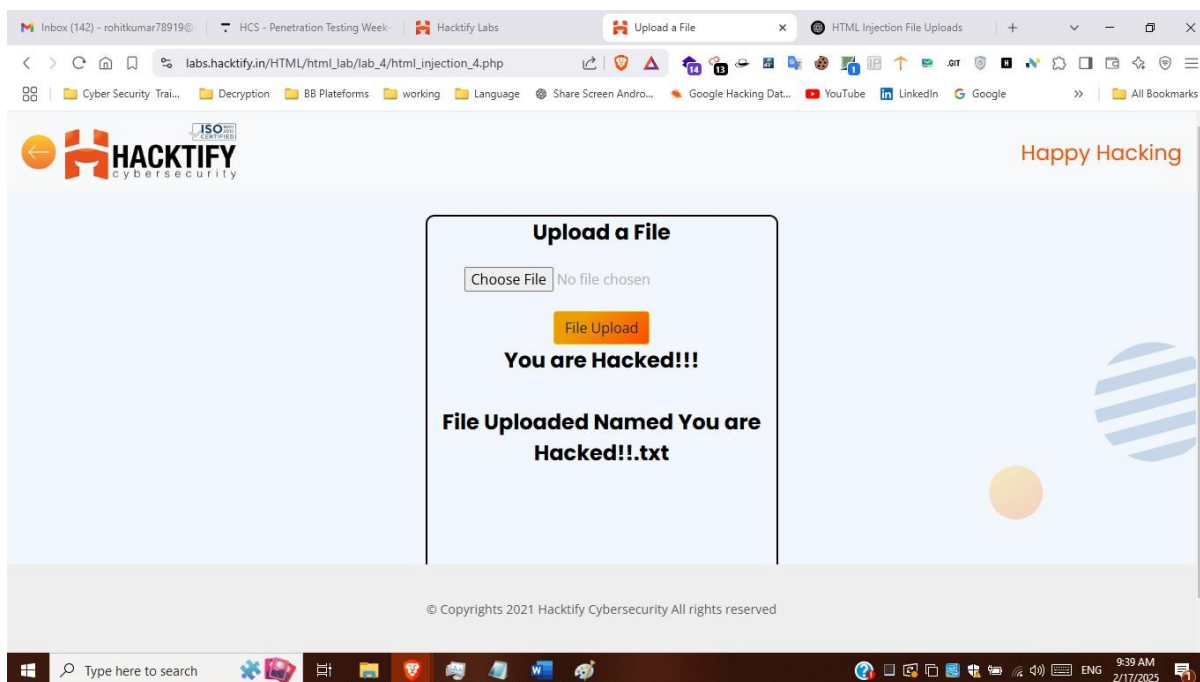 Inbox (142) - rohitkumar78919@
HCS - Penetration Testing Week-
Hacktify Labs
Upload a File
HTML Injection File Uploads
labs.hacktify.in/HTML/html_lab/lab_4/html_injection_4.php
14
13
1
.GIT
Cyber Security Trai...
Decryption
BB Plateforms
working
Language
Share Screen Andro...
Google Hacking Dat...
YouTube
LinkedIn
Google
All Bookmarks
ISO
CERTIFIED
HACKTIFY
cybersecurity
Happy Hacking
Upload a File
Choose File No file chosen
File Upload
You are Hacked!!!
File Uploaded Named You are
Hacked!!.txt
© Copyrights 2021 Hacktify Cybersecurity All rights reserved
Type here to search
ENG
9:39 AM
2/17/2025